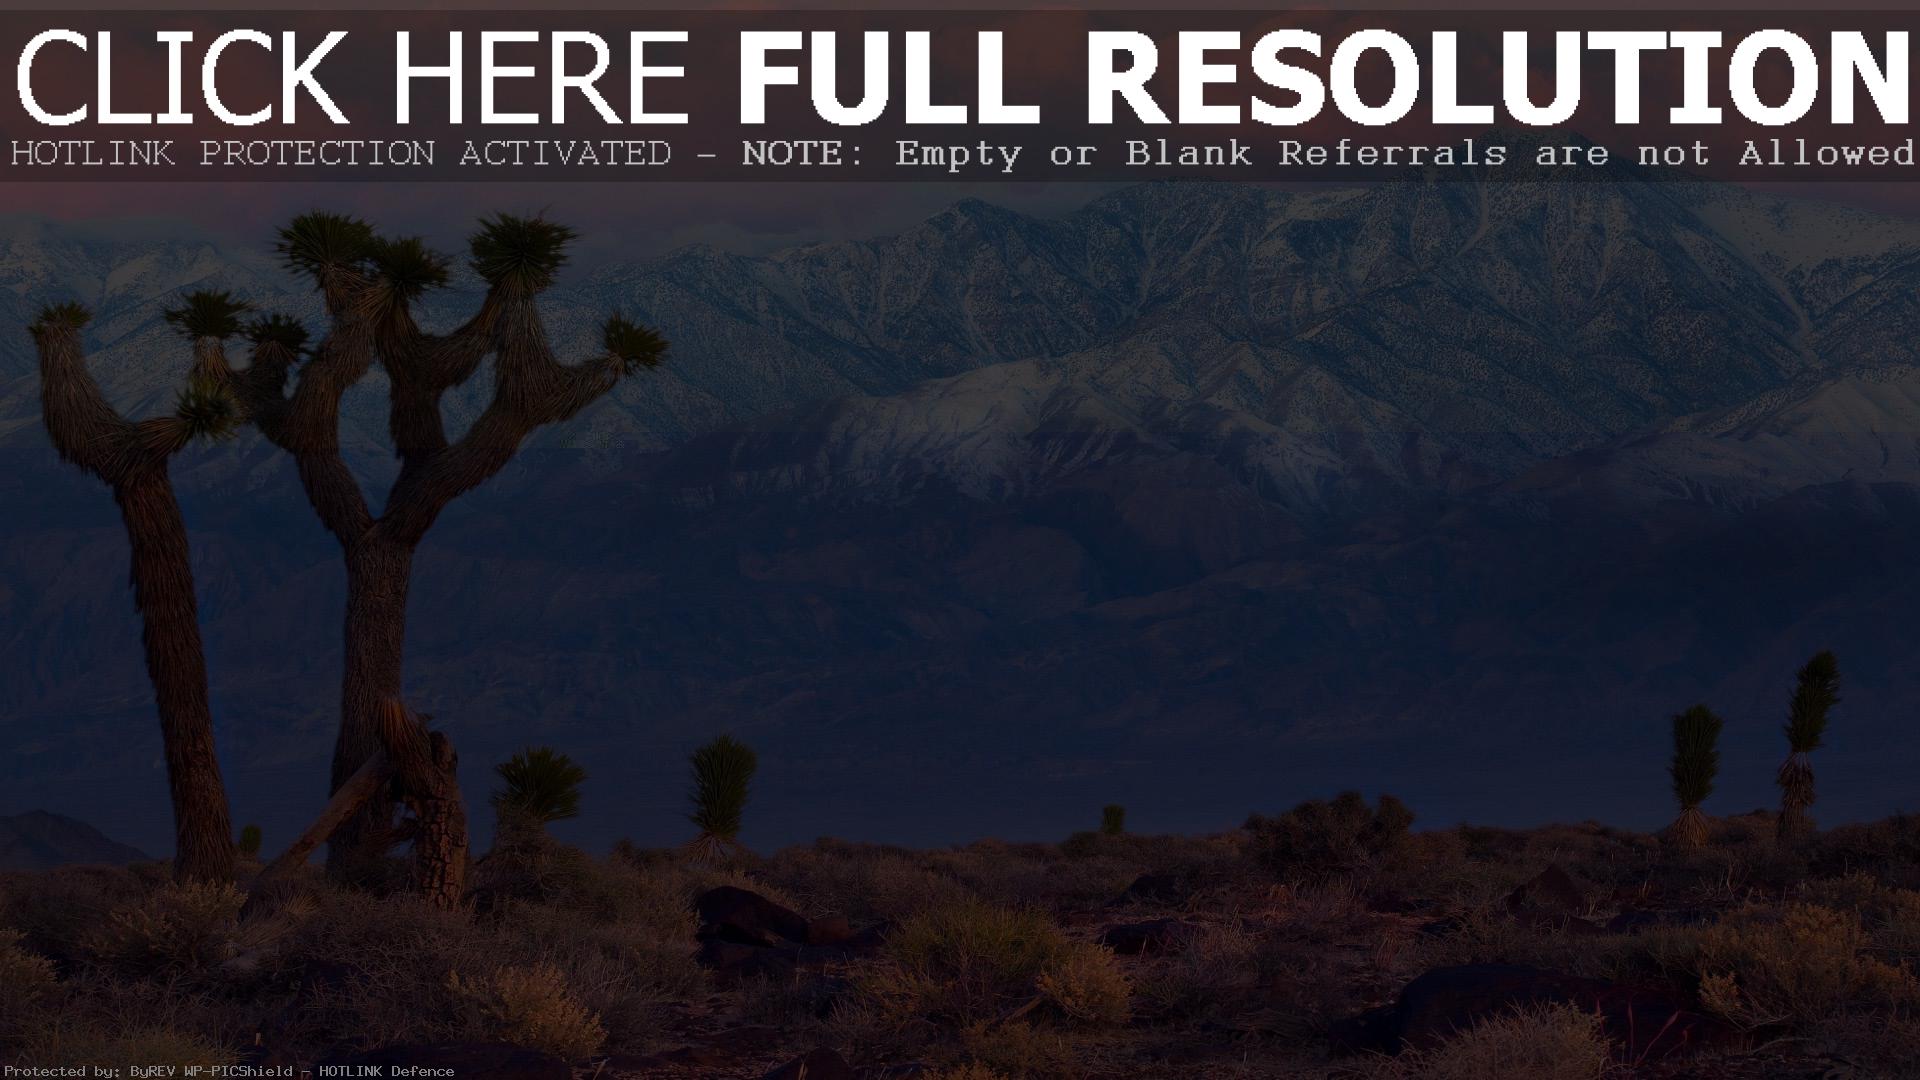 CLICK HERE FULL RESOLUTION
HOTLINK PROTECTION ACTIVATED - NOTE: Empty or Blank Referrals are not Allowed
Protected by: ByREV WP-PICShield - HOTLINK Defence